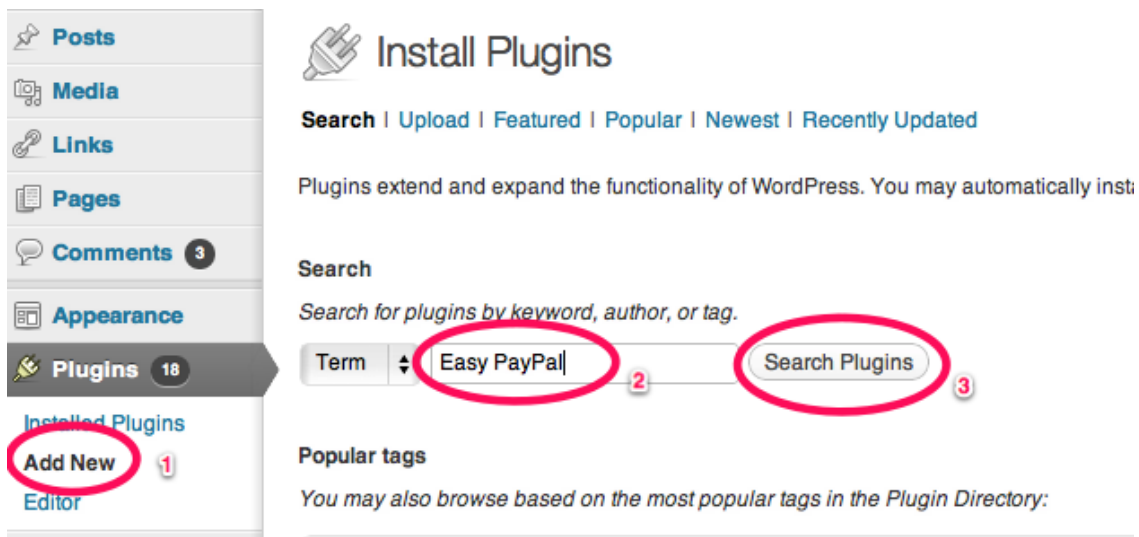 Posts
Media
Links
Pages
Comments 3
Appearance
Plugins 18
Installed Plugins
Add New 1
Editor
Install Plugins
Search | Upload | Featured | Popular | Newest | Recently Updated
Plugins extend and expand the functionality of WordPress. You may automatically insta
Search
Search for plugins by keyword, author, or tag.
Term Easy PayPal 2 Search Plugins 3
Popular tags
You may also browse based on the most popular tags in the Plugin Directory: